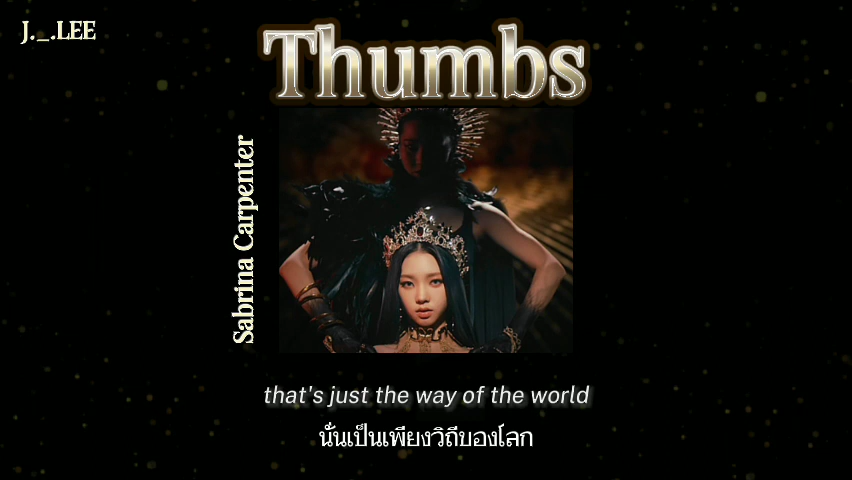 J._.LEE
Thumbs
Sabrina Carpenter
that's just the way of the world
นั่นเป็นเพียงวิถีของโลก